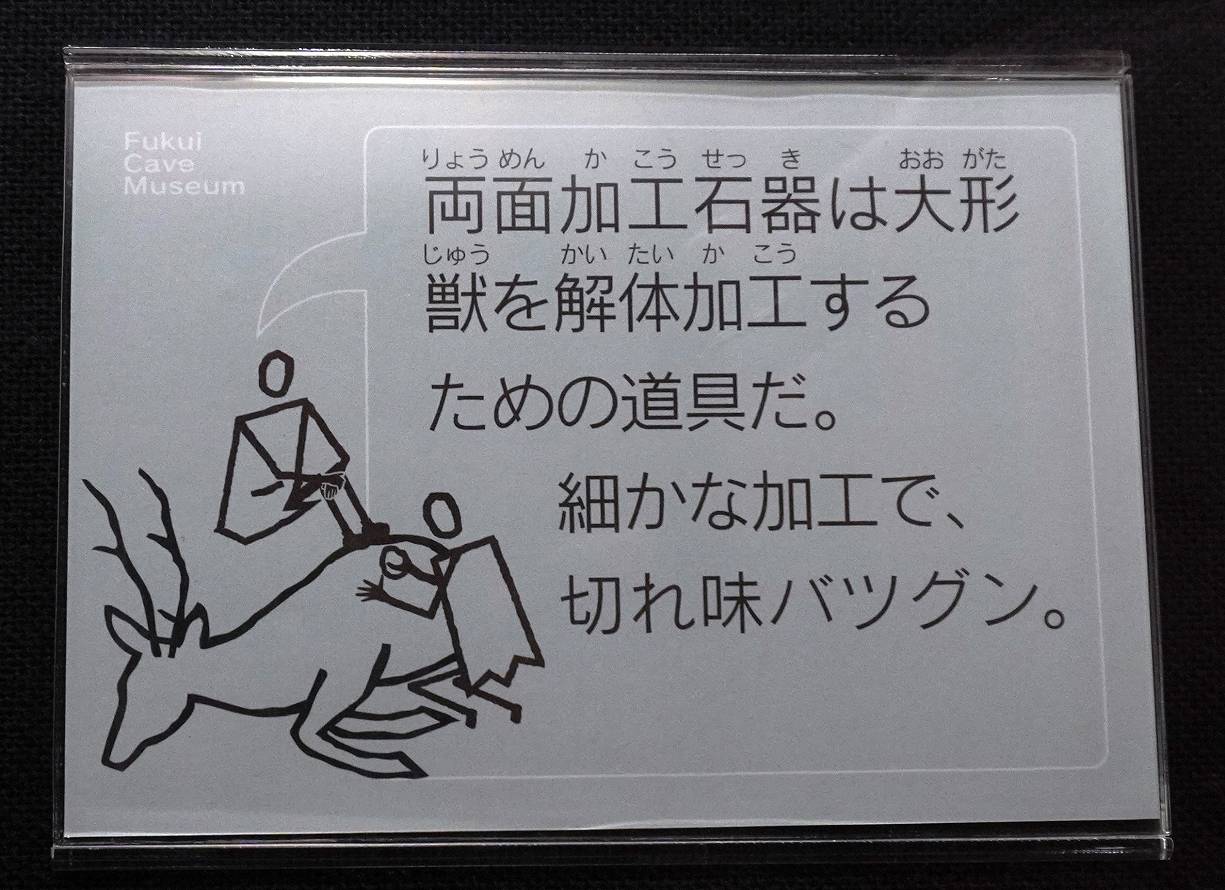 Fukui
Cave
Museum
りょう めん か こう せっ き おお がた
両面加工石器は大形
じゅう かい たい か こう
獣を解体加工する
ための道具だ。
細かな加工で、
切れ味バツグン。